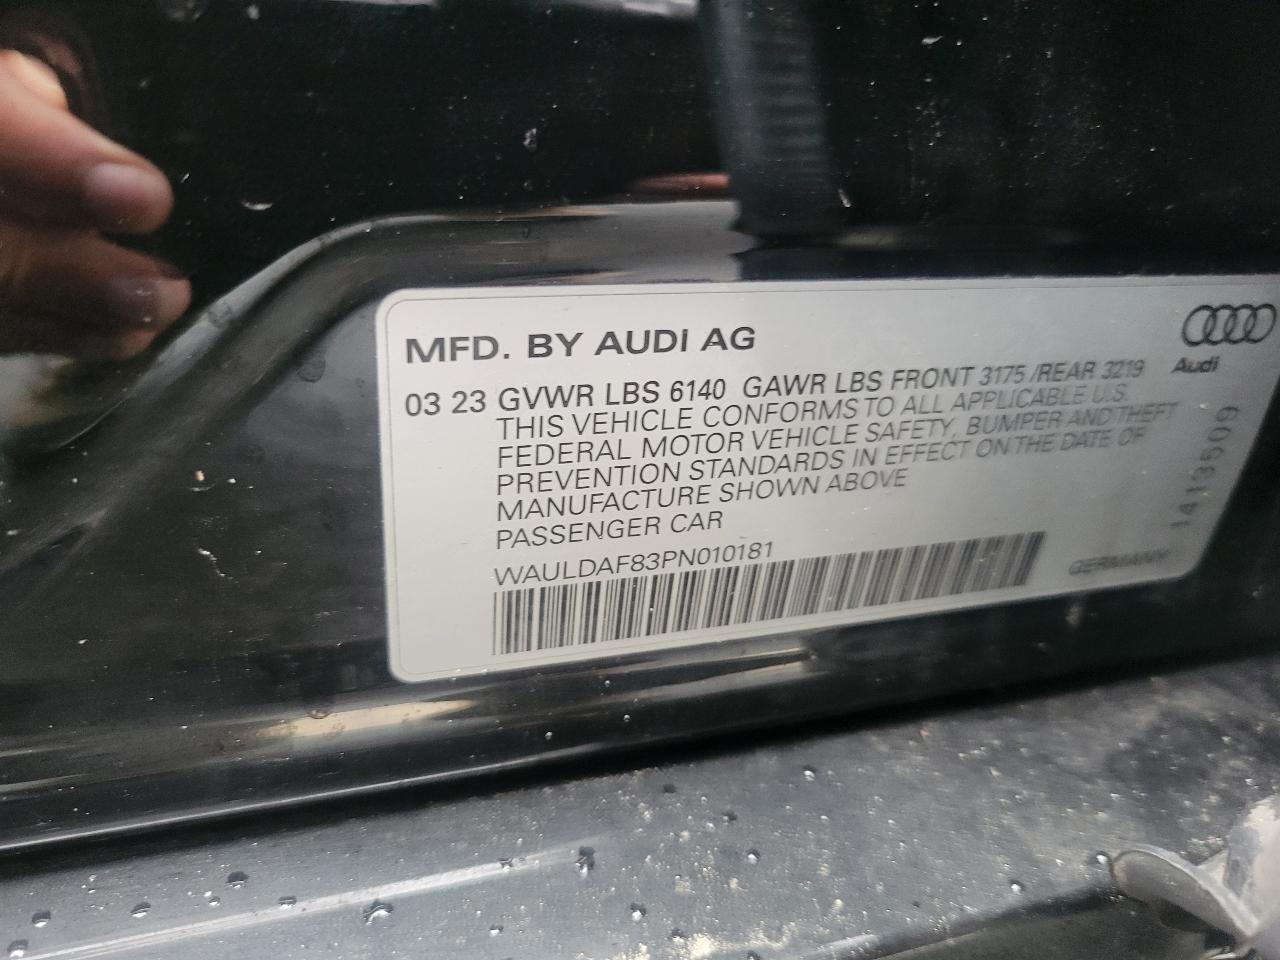 MFD. BY AUDI AG
Audi
03 23 GVWR LBS 6140 GAWR LBS FRONT 3175 /REAR 3219
THIS VEHICLE CONFORMS TO ALL APPLICABLE U.S.
FEDERAL MOTOR VEHICLE SAFETY, BUMPER AND THEFT
PREVENTION STANDARDS IN EFFECT ON THE DATE OF
MANUFACTURE SHOWN ABOVE
PASSENGER CAR
WAULDAF83PN010181
GERMANY
1413509